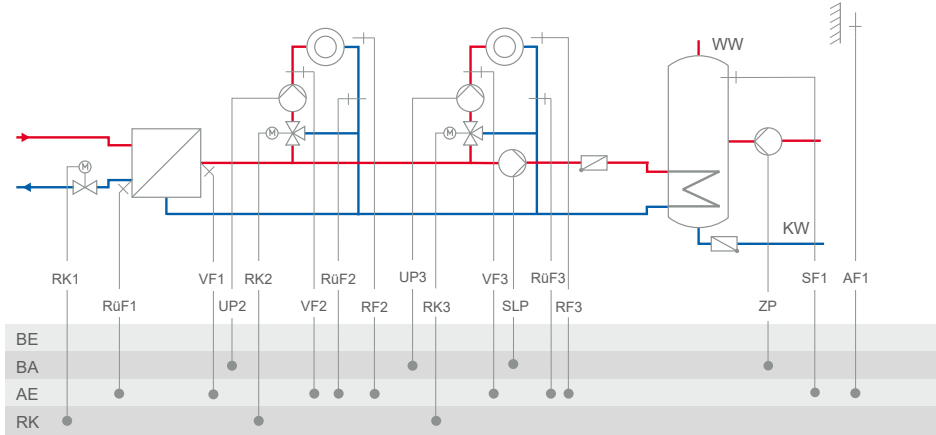 WW
M
M
M
KW
RK1
VF1
RK2
RüF2
UP3
VF3
RüF3
SF1
AF1
RüF1
UP2
VF2
RF2
RK3
SLP
RF3
ZP
BE
BA
AE
RK